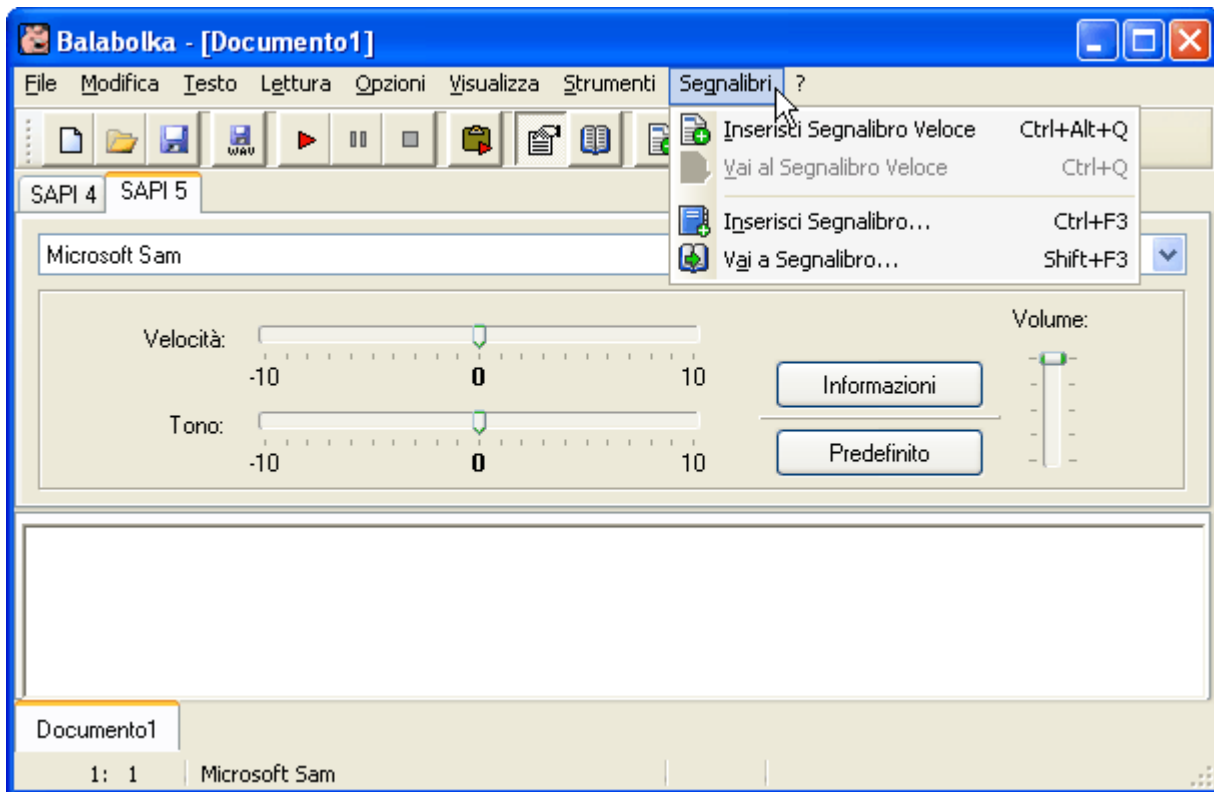 Balabolka - [Documento1]
File Modifica Testo Lettura Opzioni Visualizza Strumenti Segnalibri ?
WAV
Inserisci Segnalibro Veloce Ctrl+Alt+Q
Vai al Segnalibro Veloce Ctrl+Q
Inserisci Segnalibro... Ctrl+F3
Vai a Segnalibro... Shift+F3
SAPI 4 SAPI 5
Microsoft Sam
Velocità:
-10 0 10
Tono:
-10 0 10
Informazioni
Predefinito
Volume:
Documento1
1: 1 Microsoft Sam